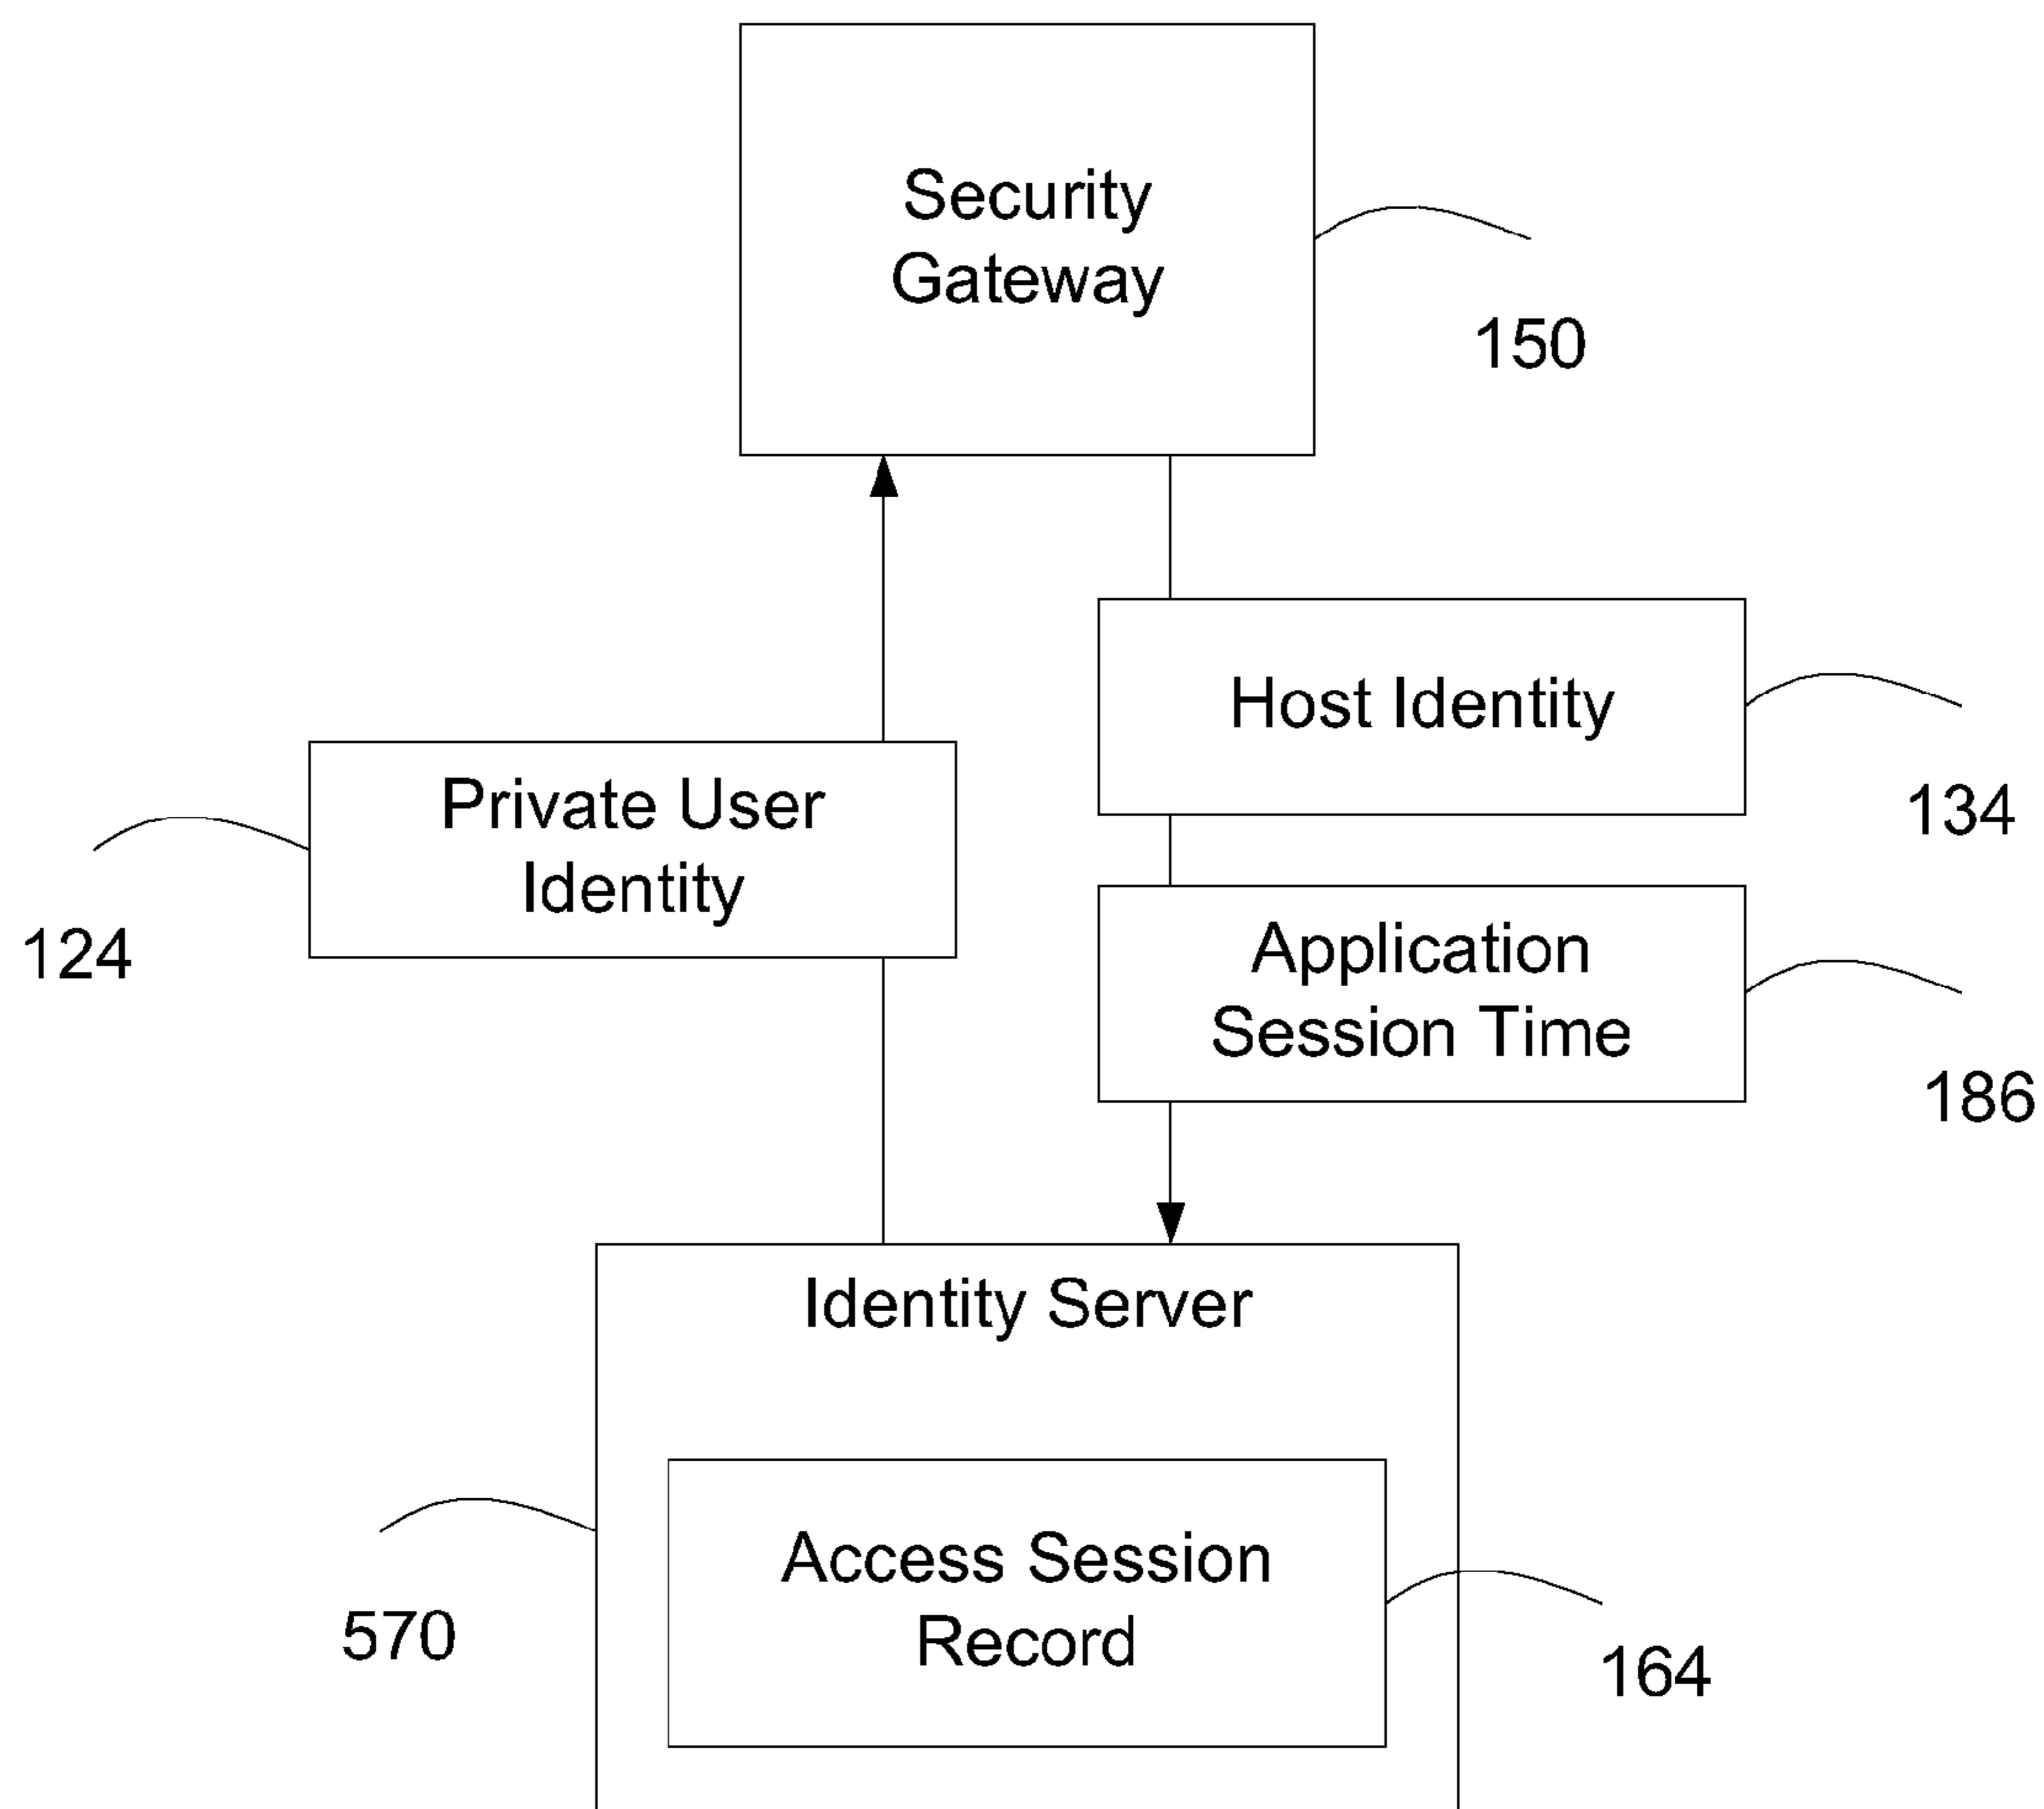 Security
Gateway
150
Host Identity
134
Private User
Identity
124
Application
Session Time
186
Identity Server
Access Session
Record
570
164